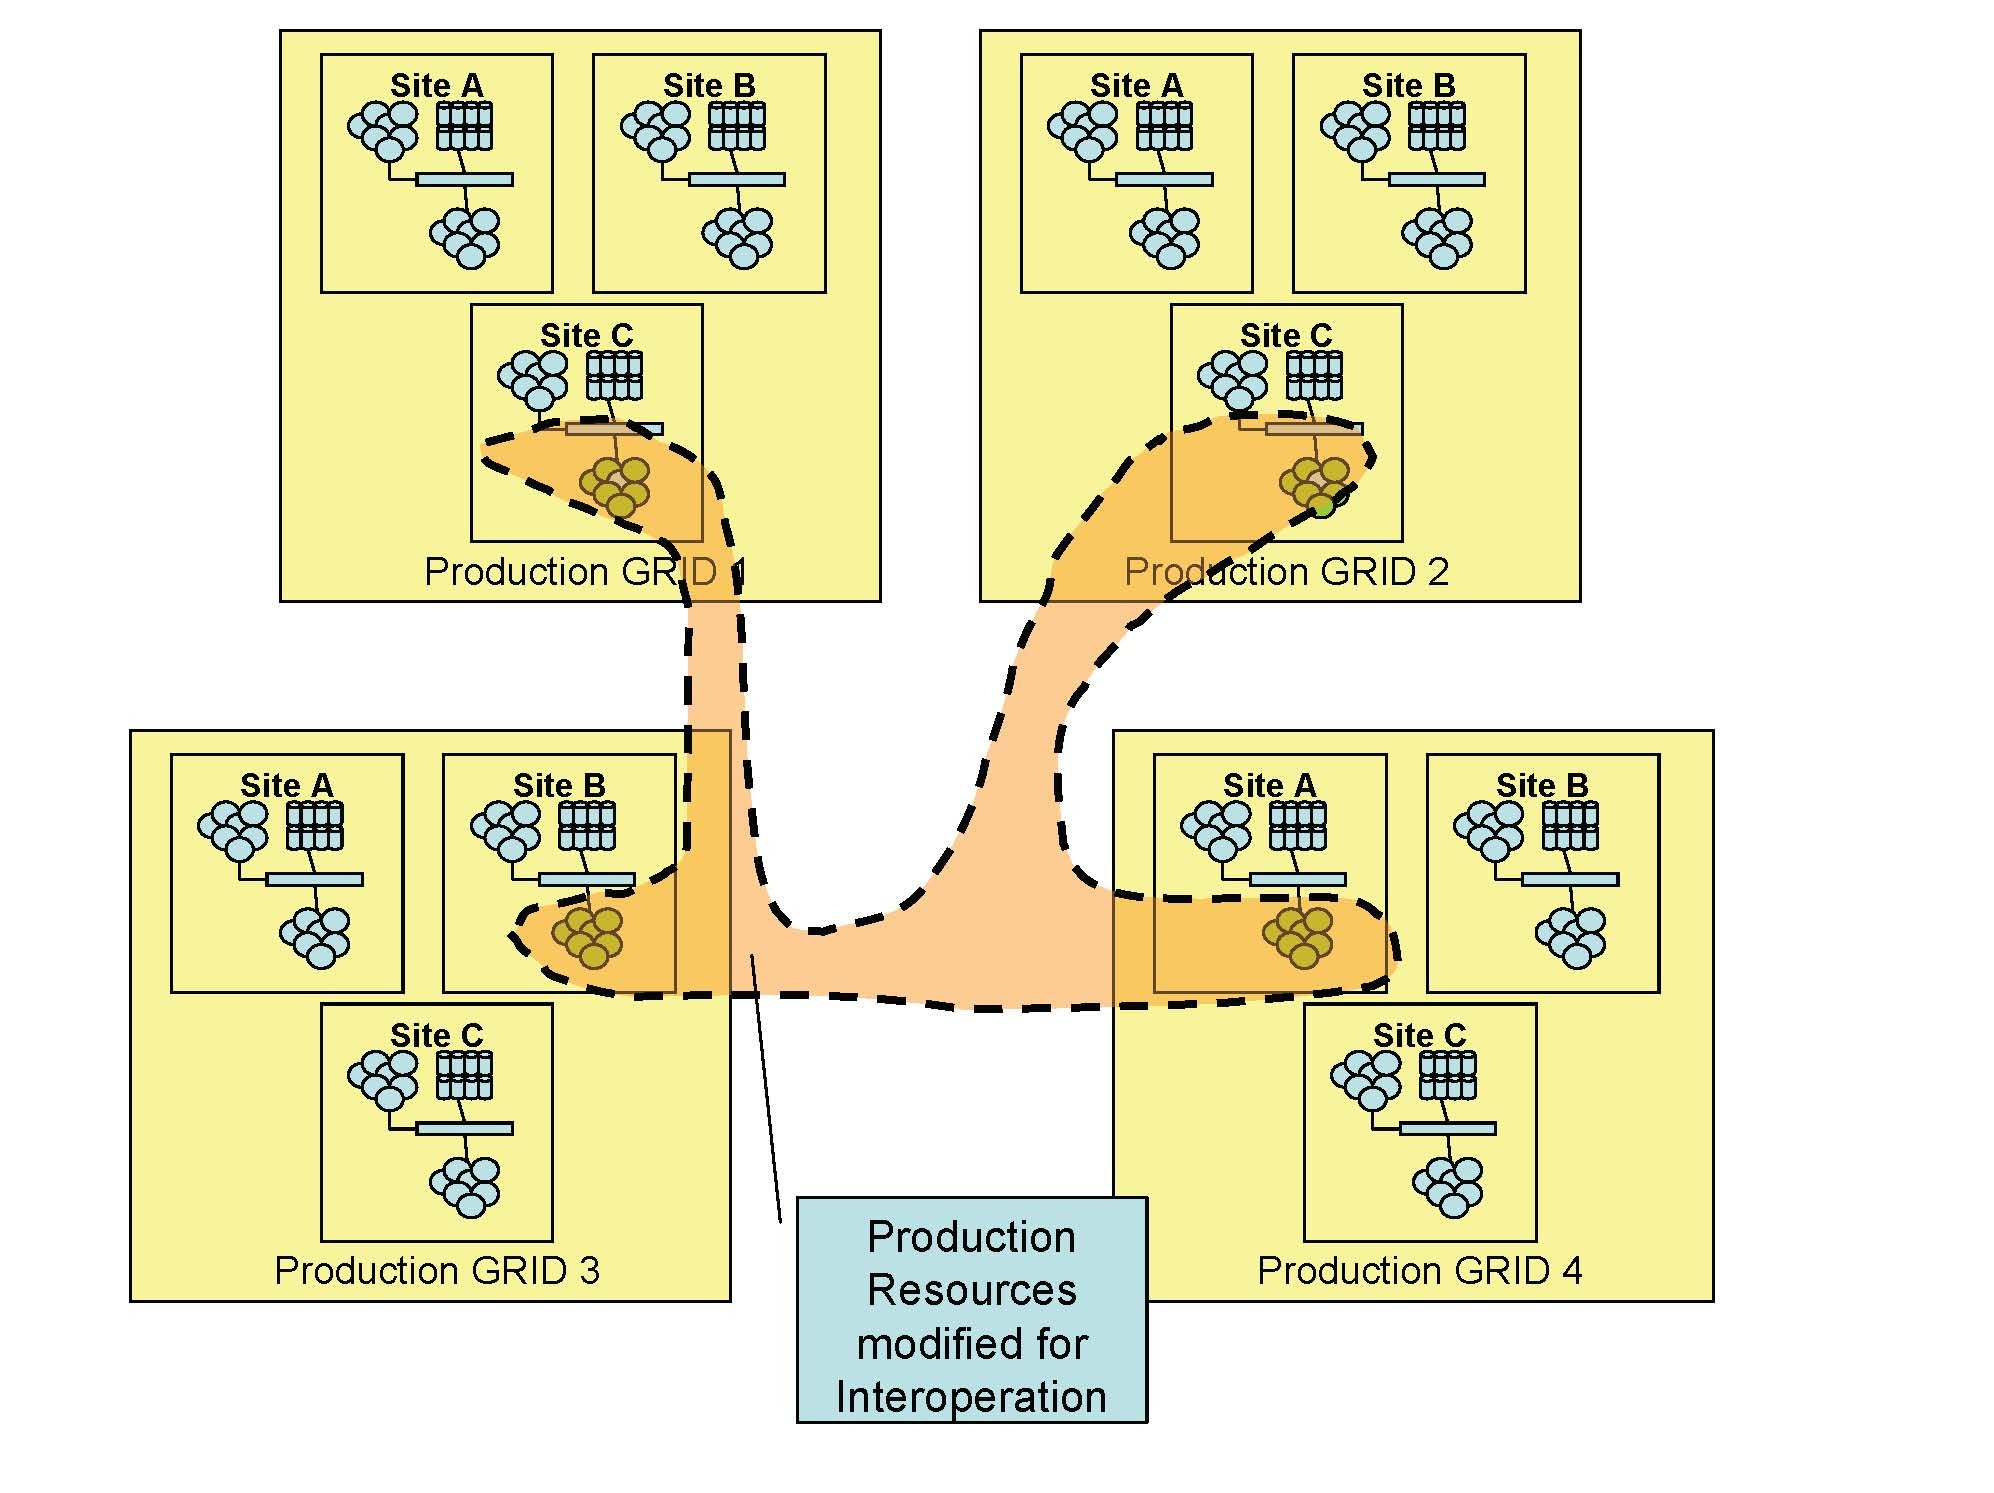 Site A
Site B
Site C
Production GRID 1
Site A
Site B
Site C
Production GRID 2
Site A
Site B
Site C
Production GRID 3
Site A
Site B
Site C
Production GRID 4
Production
Resources
modified for
Interoperation